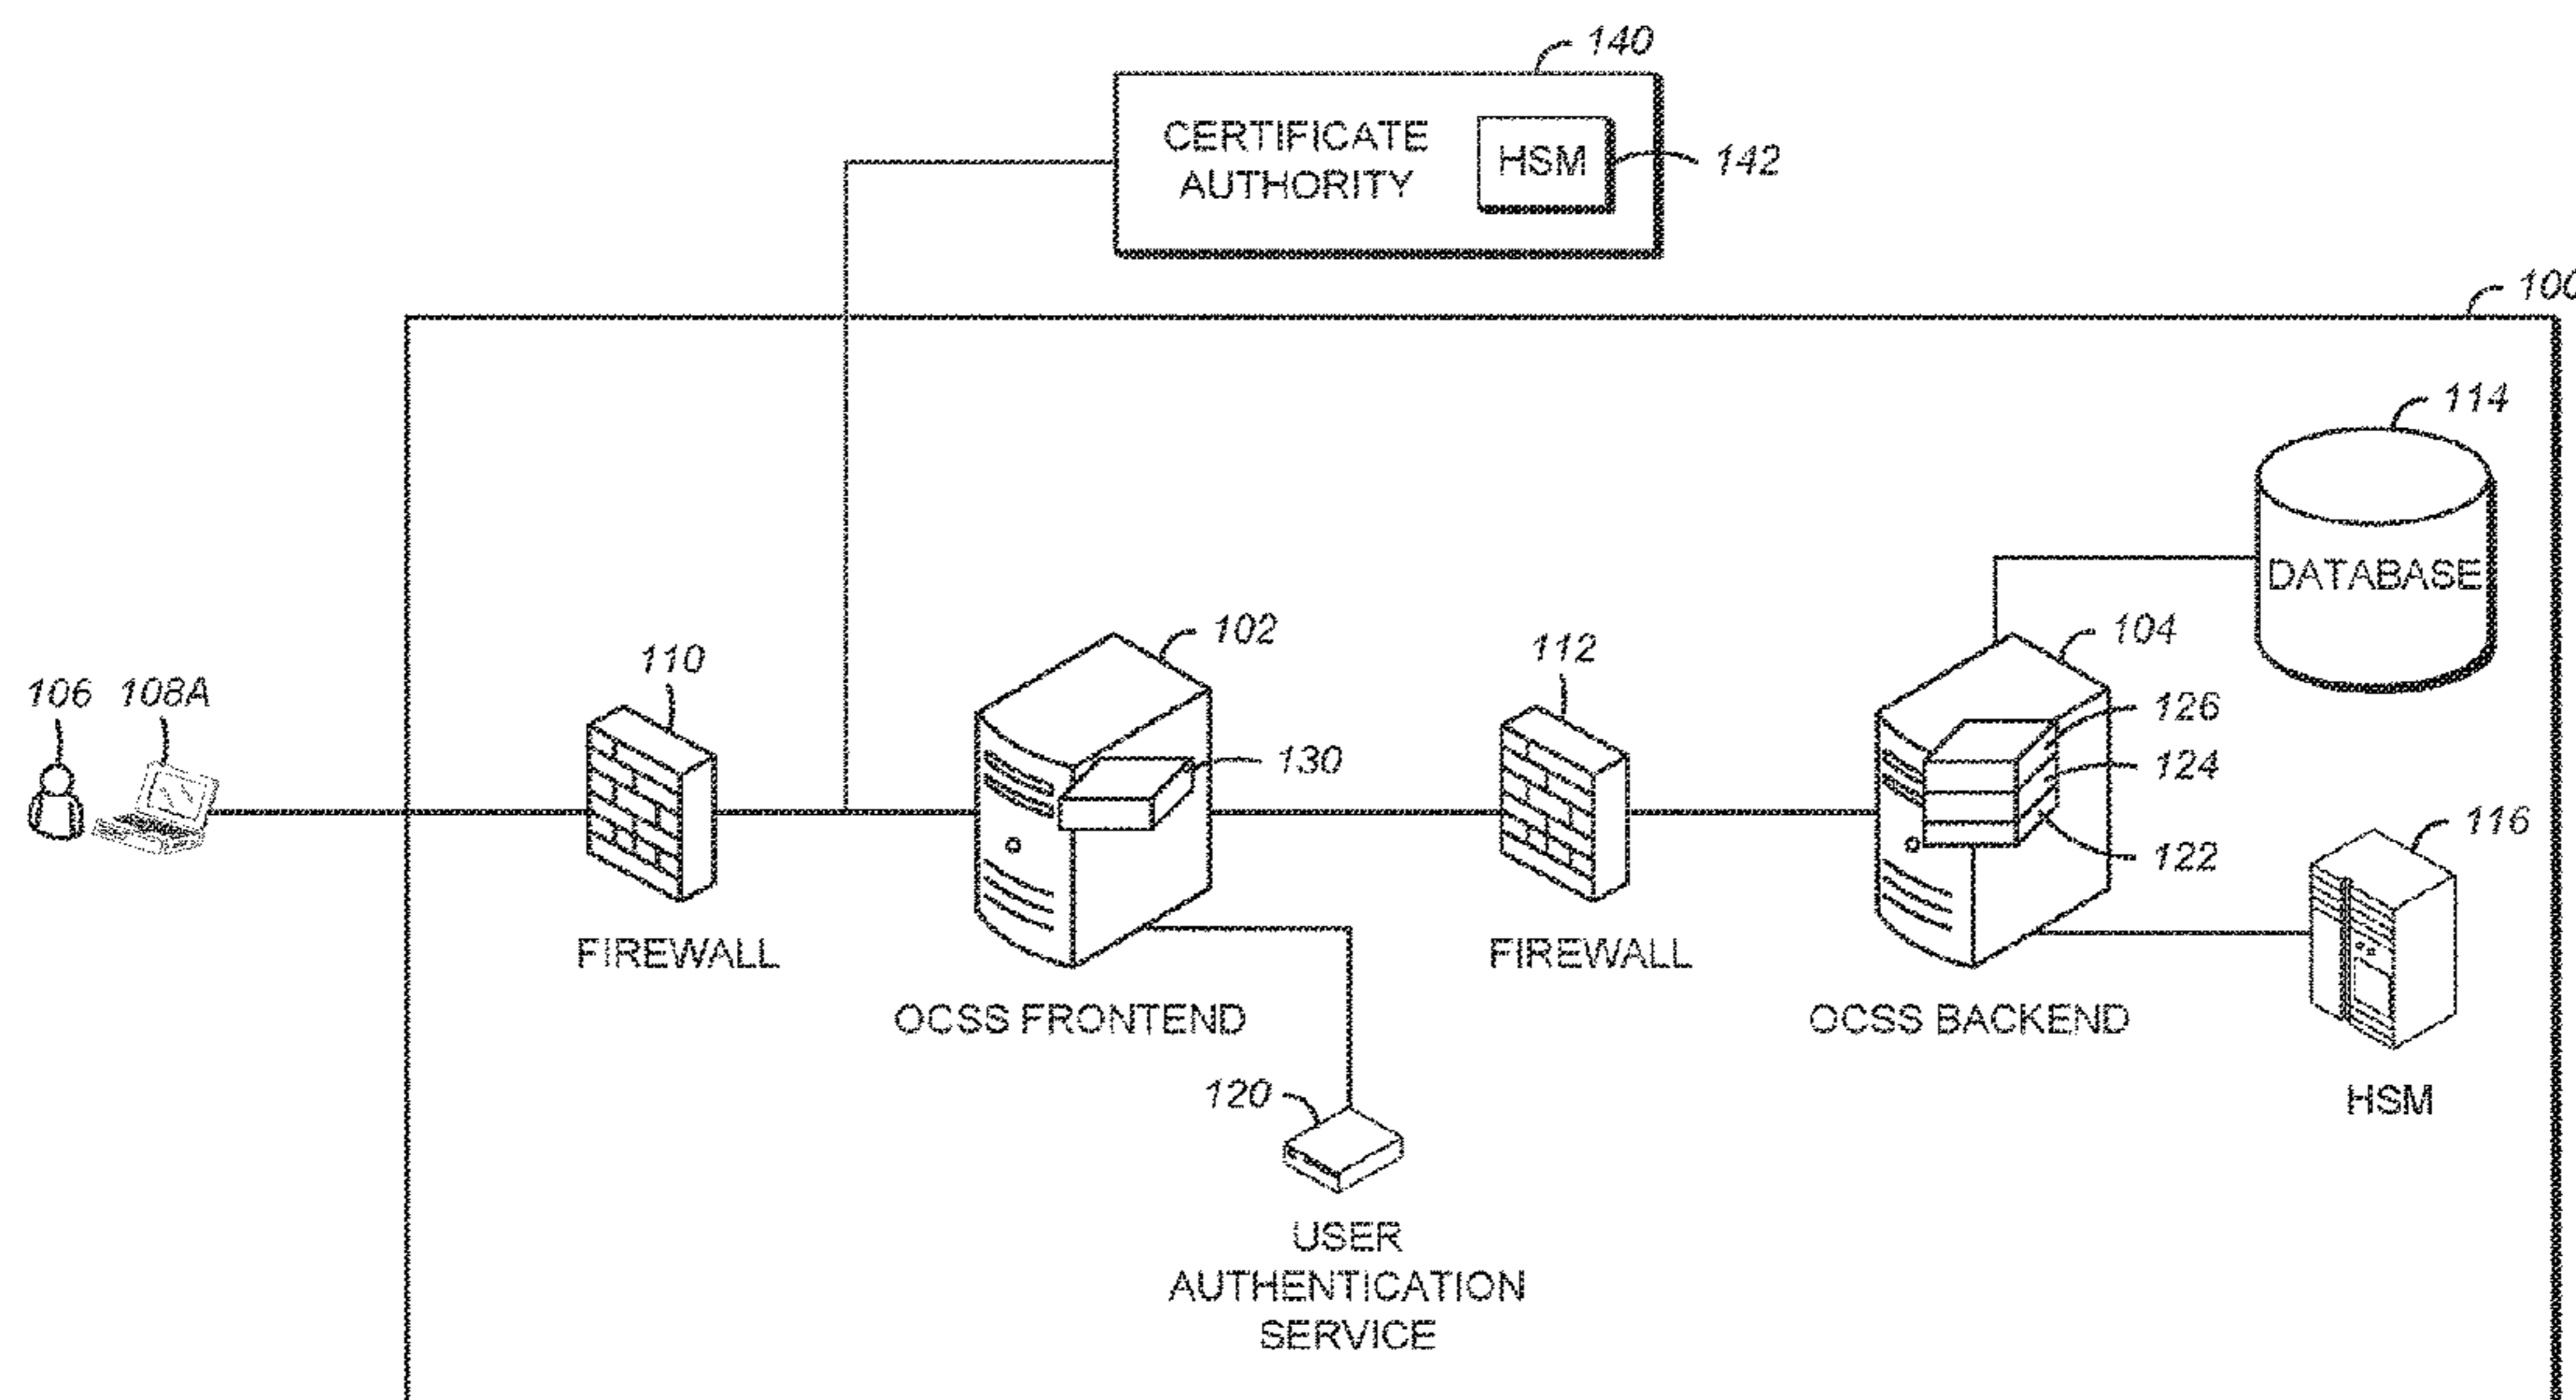 140
CERTIFICATE
AUTHORITY
HSM
142
100
114
DATABASE
102
104
110
112
106
108A
126
130
124
122
116
FIREWALL
FIREWALL
OCSS FRONTEND
OCSS BACKEND
120
HSM
USER
AUTHENTICATION
SERVICE